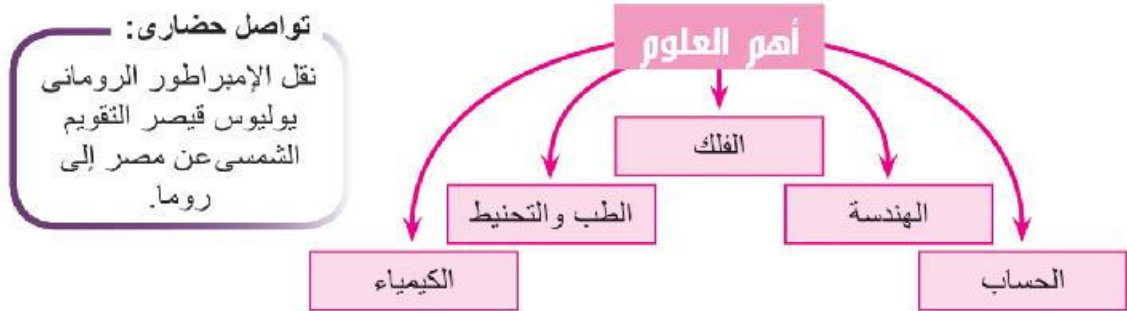 أهم العلوم
الحساب
الهندسة
الفلك
الطب والتحنيط
الكيمياء
تواصل حضارى:
نقل الإمبراطور الرومانى
يوليوس قيصر التقويم
الشمسى عن مصر إلى
روما.